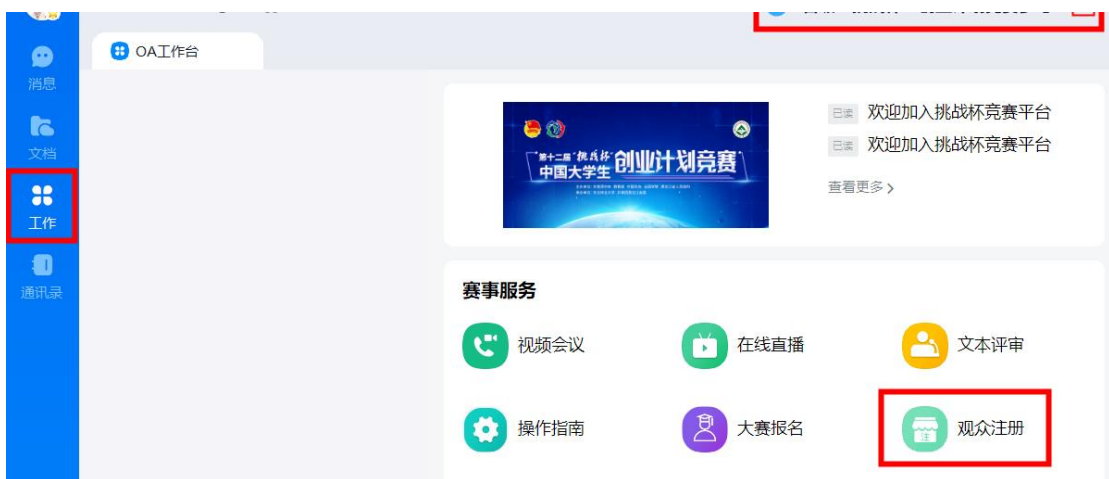 OA工作台
消息
文档
工作
通讯录
第十二届"挑战杯"
中国大学生创业计划竞赛
已读 欢迎加入挑战杯竞赛平台
已读 欢迎加入挑战杯竞赛平台
查看更多>
赛事服务
视频会议
在线直播
文本评审
操作指南
大赛报名
注
观众注册